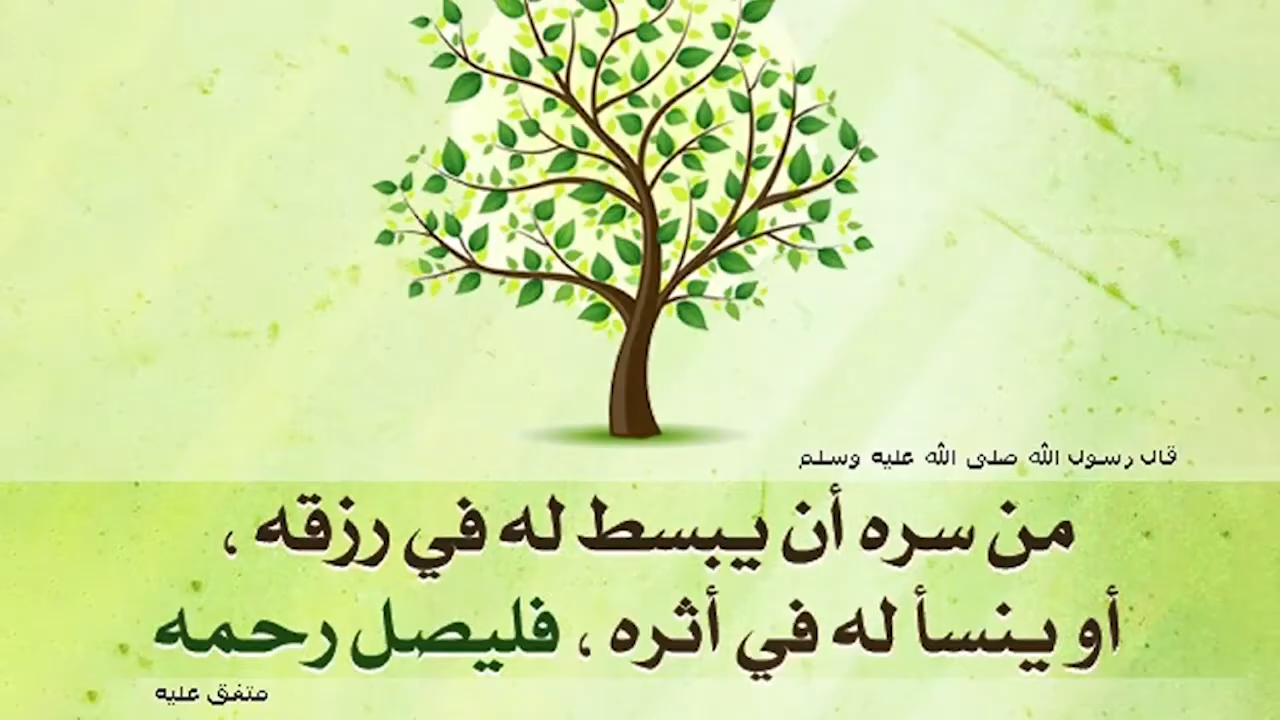 قال رسول الله صلى الله عليه وسلم
من سره أن يبسط له في رزقه ،
أو ينسأ له في أثره ، فليصل رحمه
متفق عليه